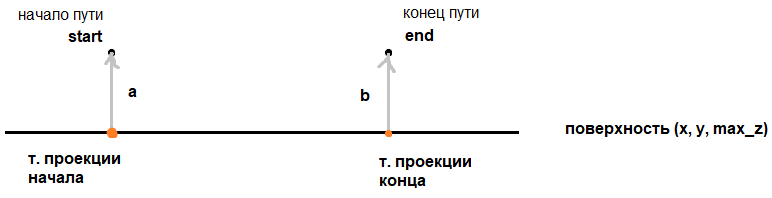 начало пути
start
конец пути
end
a
b
поверхность (x, y, max_z)
т. проекции
начала
т. проекции
конца